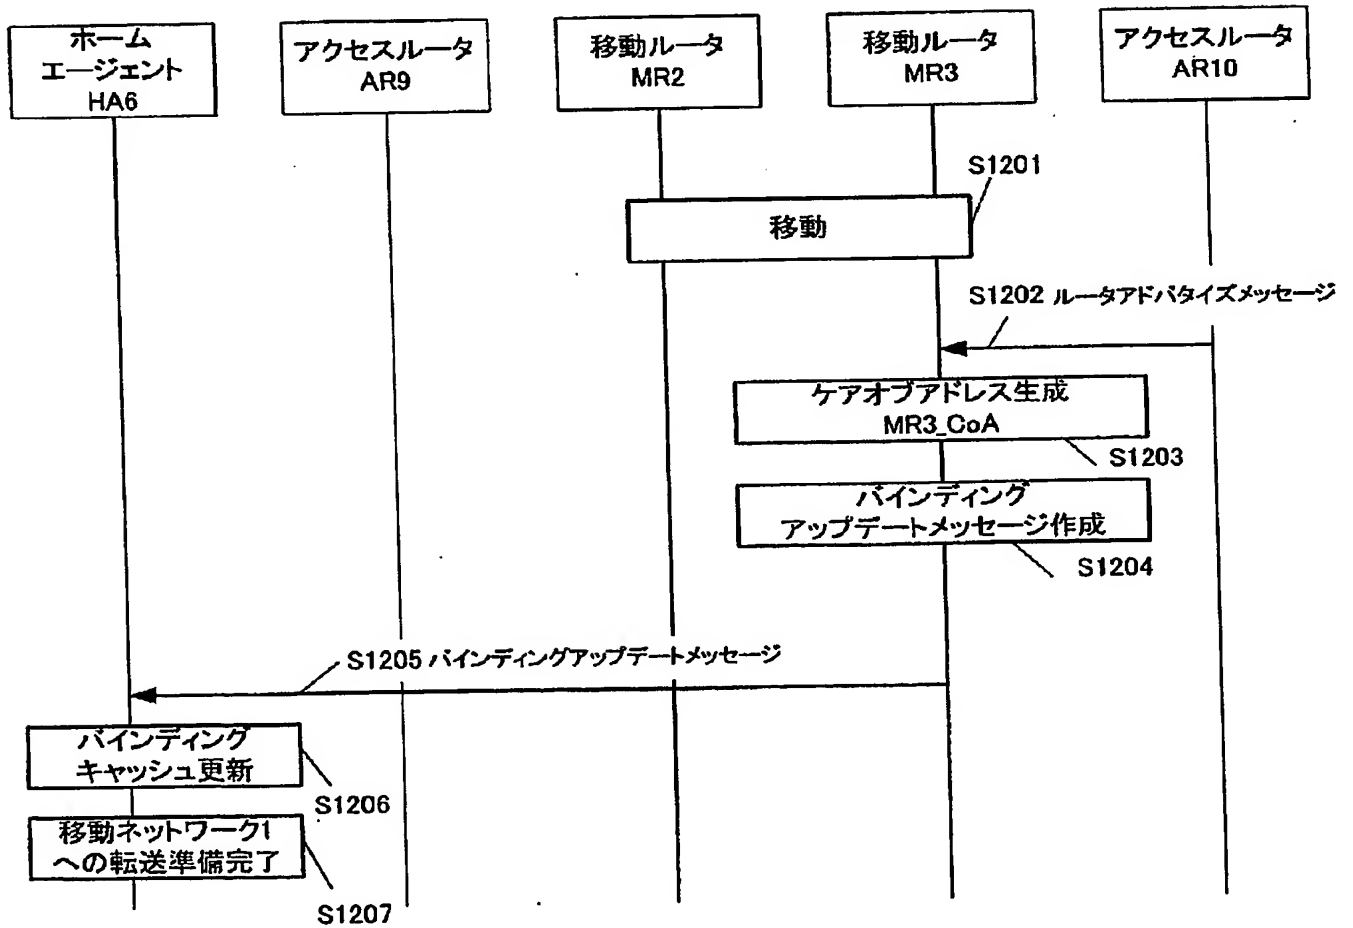 ホーム
エージェント
HA6
アクセスルータ
AR9
移動ルータ
MR2
移動ルータ
MR3
アクセスルータ
AR10
S1201
移動
S1202 ルータアドバタイズメッセージ
ケアオブアドレス生成
MR3_CoA
S1203
バインディング
アップデートメッセージ作成
S1204
S1205 バインディングアップデートメッセージ
バインディング
キャッシュ更新
S1206
移動ネットワーク1
への転送準備完了
S1207